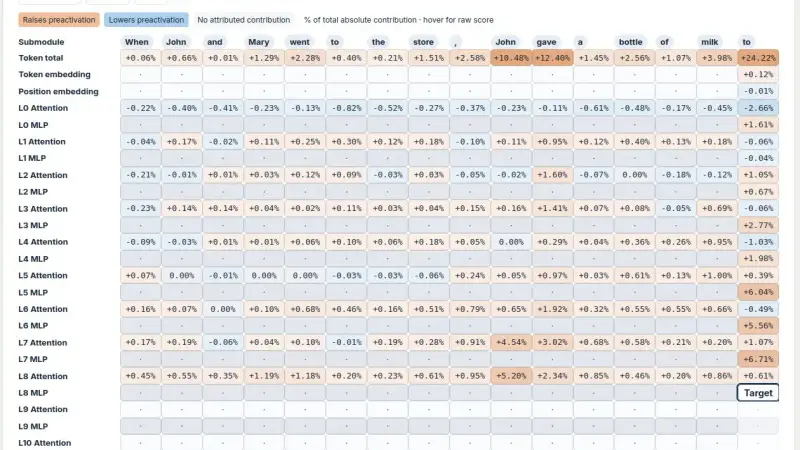 Raises preactivation Lowers preactivation No attributed contribution % of total absolute contribution · hover for raw score
Submodule When John and Mary went to the store , John gave a bottle of milk to
Token total +0.06% +0.66% +0.01% +1.29% +2.28% +0.40% +0.21% +1.51% +2.58% +10.48% +12.40% +1.45% +2.56% +1.07% +3.98% +24.22%
Token embedding · · · · · · · · · · · · · · · +0.12%
Position embedding · · · · · · · · · · · · · · · -0.01%
L0 Attention -0.22% -0.40% -0.41% -0.23% -0.13% -0.82% -0.52% -0.27% -0.37% -0.23% -0.11% -0.61% -0.48% -0.17% -0.45% -2.66%
L0 MLP · · · · · · · · · · · · · · · +1.61%
L1 Attention -0.04% +0.17% -0.02% +0.11% +0.25% +0.30% +0.12% +0.18% -0.10% +0.11% +0.95% +0.12% +0.40% +0.13% +0.18% -0.06%
L1 MLP · · · · · · · · · · · · · · · -0.04%
L2 Attention -0.21% -0.01% +0.01% +0.03% +0.12% +0.09% -0.03% +0.03% -0.05% -0.02% +1.60% -0.07% 0.00% -0.18% -0.12% +1.05%
L2 MLP · · · · · · · · · · · · · · · +0.67%
L3 Attention -0.23% +0.14% +0.14% +0.04% +0.02% +0.11% +0.03% +0.04% +0.15% +0.16% +1.41% +0.07% +0.08% -0.05% +0.69% -0.06%
L3 MLP · · · · · · · · · · · · · · · +2.77%
L4 Attention -0.09% -0.03% +0.01% +0.01% +0.06% +0.10% +0.06% +0.18% +0.05% 0.00% +0.29% +0.04% +0.36% +0.26% +0.95% -1.03%
L4 MLP · · · · · · · · · · · · · · · +1.98%
L5 Attention +0.07% 0.00% -0.01% 0.00% 0.00% -0.03% -0.03% -0.06% +0.24% +0.05% +0.97% +0.03% +0.61% +0.13% +1.00% +0.39%
L5 MLP · · · · · · · · · · · · · · · +6.04%
L6 Attention +0.16% +0.07% 0.00% +0.10% +0.68% +0.46% +0.16% +0.51% +0.79% +0.65% +1.92% +0.32% +0.55% +0.55% +0.66% -0.49%
L6 MLP · · · · · · · · · · · · · · · +5.56%
L7 Attention +0.17% +0.19% -0.06% +0.04% +0.10% -0.01% +0.19% +0.28% +0.91% +4.54% +3.02% +0.68% +0.58% +0.21% +0.20% +1.07%
L7 MLP · · · · · · · · · · · · · · · +6.71%
L8 Attention +0.45% +0.55% +0.35% +1.19% +1.18% +0.20% +0.23% +0.61% +0.95% +5.20% +2.34% +0.85% +0.46% +0.20% +0.86% +0.61%
L8 MLP · · · · · · · · · · · · · · · Target
L9 Attention · · · · · · · · · · · · · · · ·
L9 MLP · · · · · · · · · · · · · · · ·
L10 Attention · · · · · · · · · · · · · · · ·